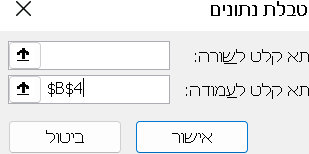 טבלת נתונים
תא קלט לשורה:
תא קלט לעמודה:
$B$4
אישור
ביטול